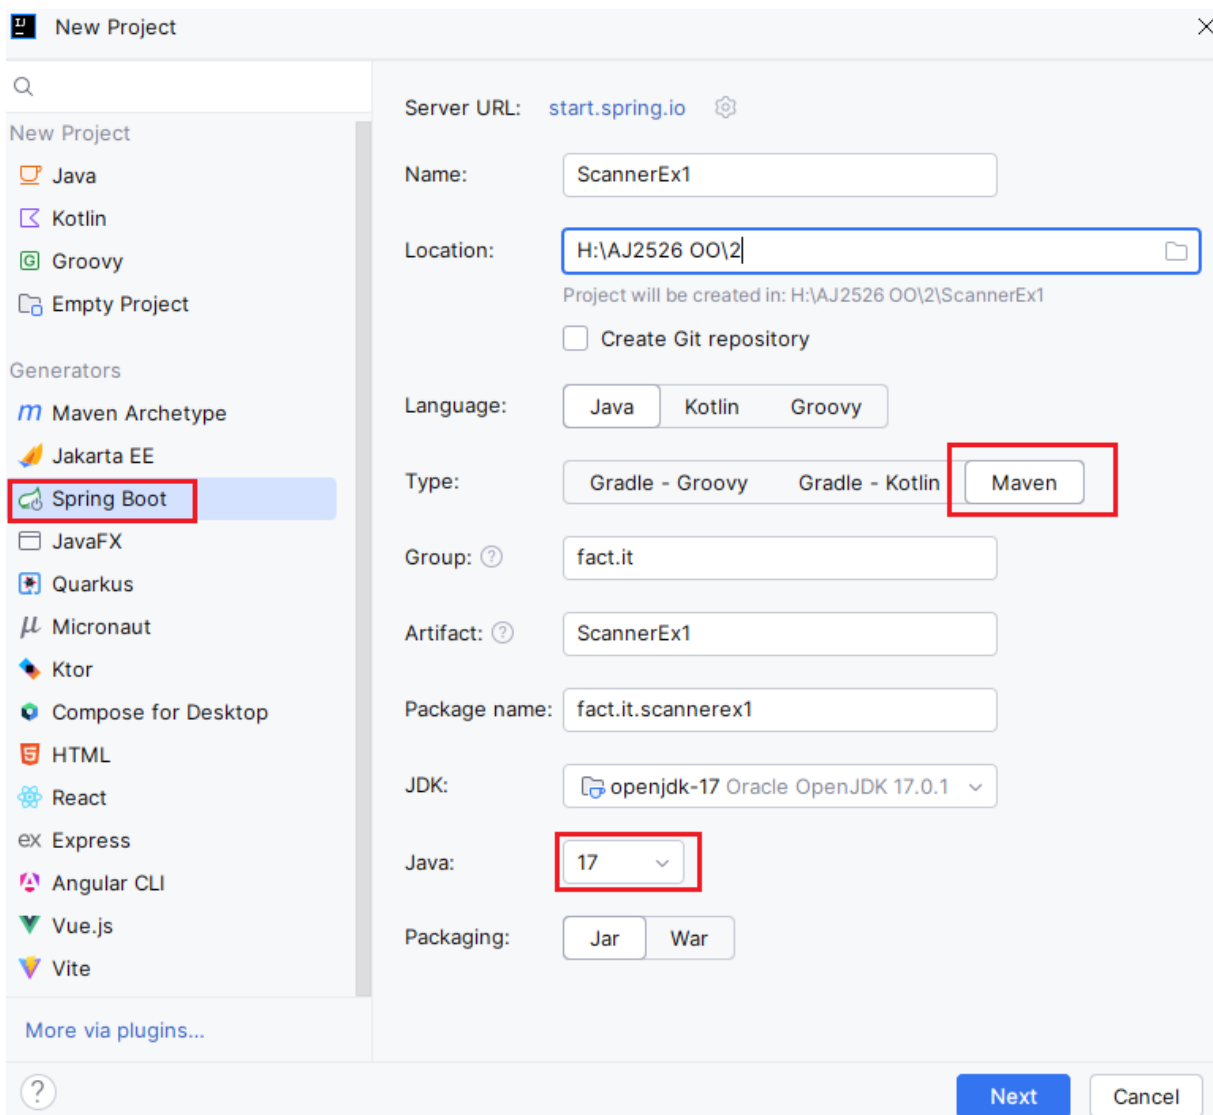 New Project
Server URL: start.spring.io
New Project
Java
Kotlin
Groovy
Empty Project
Generators
Maven Archetype
Jakarta EE
Spring Boot
JavaFX
Quarkus
Micronaut
Ktor
Compose for Desktop
HTML
React
ex Express
Angular CLI
Vue.js
Vite
More via plugins...
Name: ScannerEx1
Location: H:\AJ2526 OO\2
Project will be created in: H:\AJ2526 OO\2\ScannerEx1
Create Git repository
Language: Java Kotlin Groovy
Type: Gradle - Groovy Gradle - Kotlin Maven
Group: ? fact.it
Artifact: ? ScannerEx1
Package name: fact.it.scannerex1
JDK: openjdk-17 Oracle OpenJDK 17.0.1
Java: 17
Packaging: Jar War
? Next Cancel